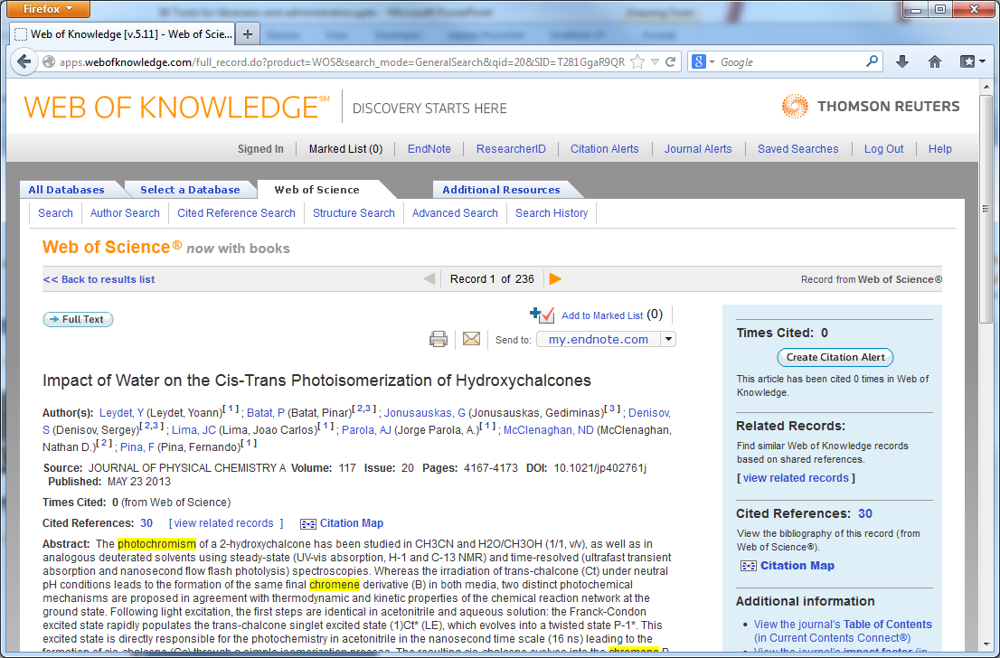 Firefox
Web of Knowledge [v.5.11] - Web of Scie...
apps.webofknowledge.com/full_record.do?product=WOS&search_mode=GeneralSearch&qid=20&SID=T281GgaR9QR
Google
WEB OF KNOWLEDGE℠ DISCOVERY STARTS HERE
THOMSON REUTERS
Signed In Marked List (0) EndNote ResearcherID Citation Alerts Journal Alerts Saved Searches Log Out Help
All Databases Select a Database Web of Science Additional Resources
Search Author Search Cited Reference Search Structure Search Advanced Search Search History
Web of Science® now with books
<< Back to results list Record 1 of 236 Record from Web of Science®
Full Text
Add to Marked List (0)
Send to: my.endnote.com
Impact of Water on the Cis-Trans Photoisomerization of Hydroxychalcones
Author(s): Leydet, Y (Leydet, Yoann)[ 1 ] ; Batat, P (Batat, Pinar)[ 2,3 ] ; Jonusauskas, G (Jonusauskas, Gediminas)[ 3 ] ; Denisov,
S (Denisov, Sergey)[ 2,3 ] ; Lima, JC (Lima, Joao Carlos)[ 1 ] ; Parola, AJ (Jorge Parola, A.)[ 1 ] ; McClenaghan, ND (McClenaghan,
Nathan D.)[ 2 ] ; Pina, F (Pina, Fernando)[ 1 ]
Source: JOURNAL OF PHYSICAL CHEMISTRY A Volume: 117 Issue: 20 Pages: 4167-4173 DOI: 10.1021/jp402761j
Published: MAY 23 2013
Times Cited: 0 (from Web of Science)
Cited References: 30 [ view related records ] Citation Map
Abstract: The photochromism of a 2-hydroxychalcone has been studied in CH3CN and H2O/CH3OH (1/1, v/v), as well as in
analogous deuterated solvents using steady-state (UV-vis absorption, H-1 and C-13 NMR) and time-resolved (ultrafast transient
absorption and nanosecond flow flash photolysis) spectroscopies. Whereas the irradiation of trans-chalcone (Ct) under neutral
pH conditions leads to the formation of the same final chromene derivative (B) in both media, two distinct photochemical
mechanisms are proposed in agreement with thermodynamic and kinetic properties of the chemical reaction network at the
ground state. Following light excitation, the first steps are identical in acetonitrile and aqueous solution: the Franck-Condon
excited state rapidly populates the trans-chalcone singlet excited state (1)Ct* (LE), which evolves into a twisted state P-1*. This
excited state is directly responsible for the photochemistry in acetonitrile in the nanosecond time scale (16 ns) leading to the
formation of cis-chalcone (Cc) through a simple isomerization process. The resulting cis-chalcone evolves into the chromene B
Times Cited: 0
Create Citation Alert
This article has been cited 0 times in Web of
Knowledge.
Related Records:
Find similar Web of Knowledge records
based on shared references.
[ view related records ]
Cited References: 30
View the bibliography of this record (from
Web of Science®).
Citation Map
Additional information
• View the journal's Table of Contents
(in Current Contents Connect®)
• View the journal's impact factor (in